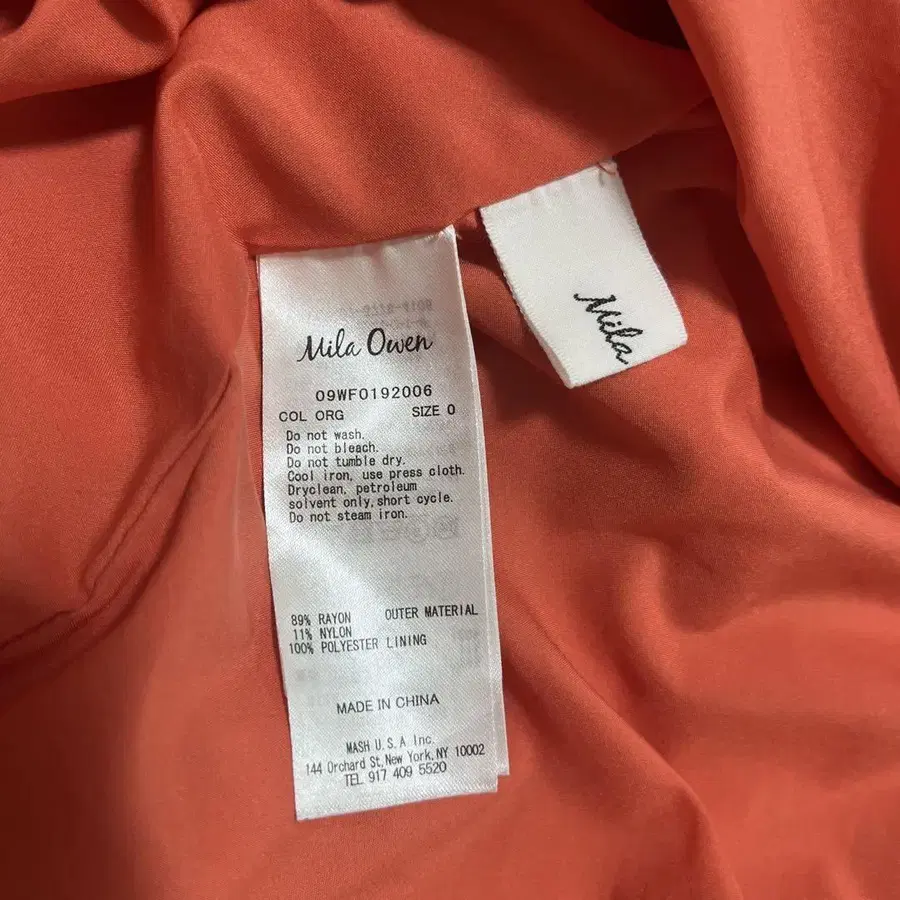 Mila Owen
09WF0192006
COL ORG SIZE 0
Do not wash.
Do not bleach.
Do not tumble dry.
Cool iron, use press cloth.
Dryclean, petroleum
solvent only,short cycle.
Do not steam iron.
89% RAYON OUTER MATERIAL
11% NYLON
100% POLYESTER LINING
MADE IN CHINA
MASH U.S.A Inc.
144 Orchard St,New York,NY 10002
TEL 917 409 5520
Mila